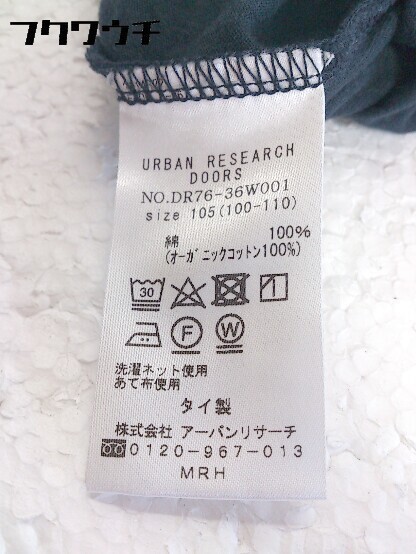 フクウウチ
URBAN RESEARCH
DOORS
NO.DR76-36W001
size 105(100-110)
綿 100%
(オーガニックコットン100%)
30
F W
洗濯ネット使用
あて布使用
タイ製
株式会社 アーバンリサーチ
0120-967-013
MRH